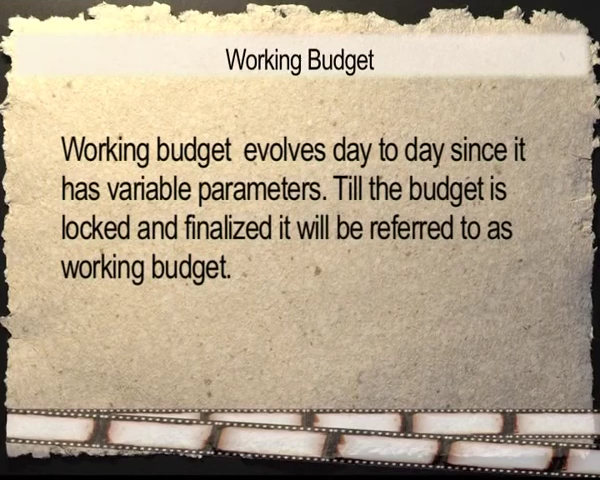 Working Budget
Working budget  evolves day to day since it
has variable parameters. Till the budget is
locked and finalized it will be referred to as
working budget.